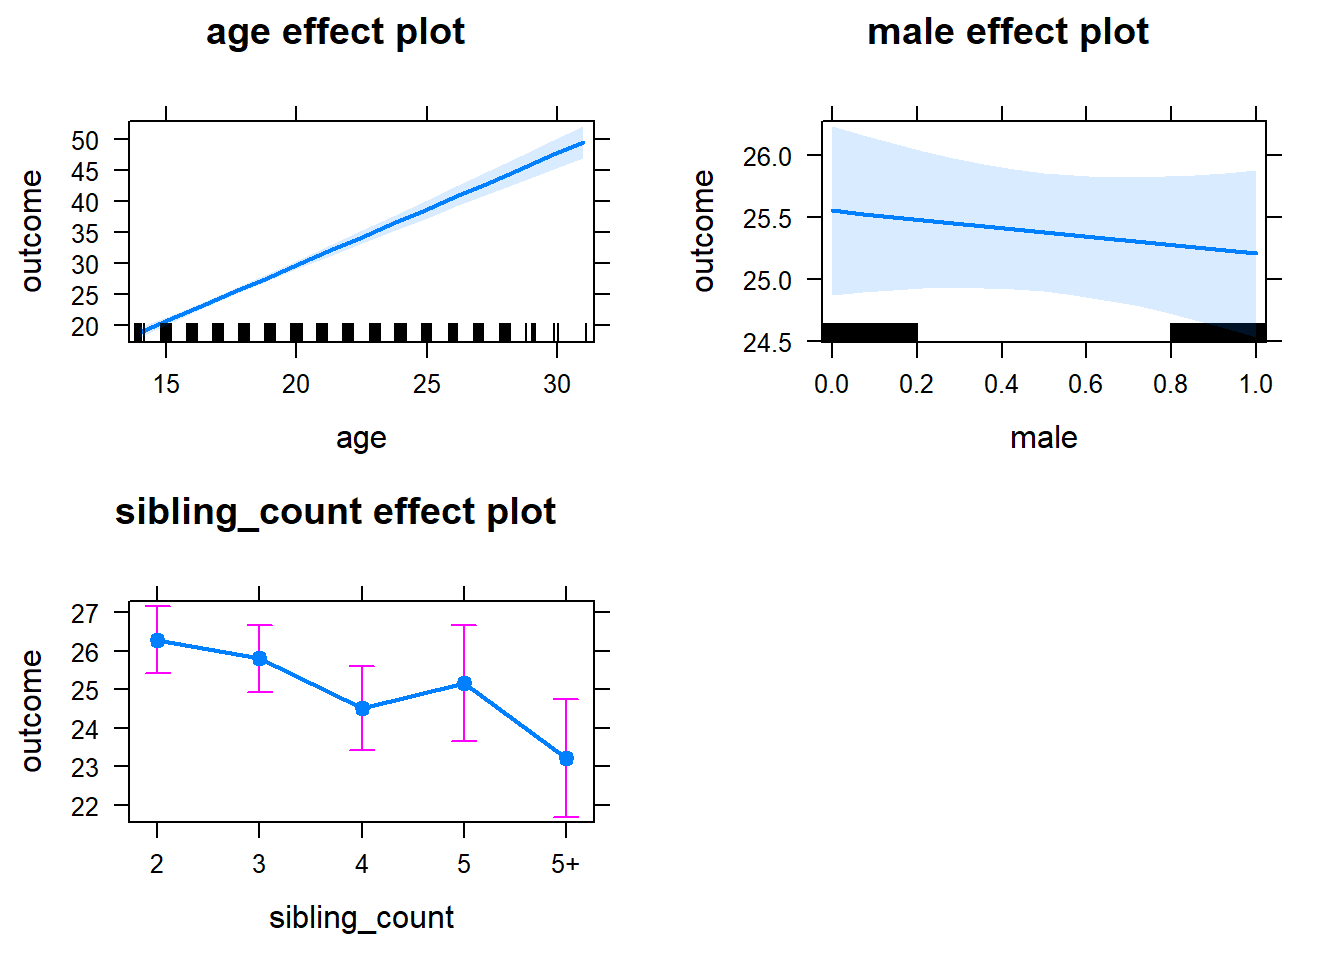 age effect plot
outcome
50
45
40
35
30
25
20
15 20 25 30
age
male effect plot
outcome
26.0
25.5
25.0
24.5
0.0 0.2 0.4 0.6 0.8 1.0
male
sibling_count effect plot
outcome
27
26
25
24
23
22
2 3 4 5 5+
sibling_count